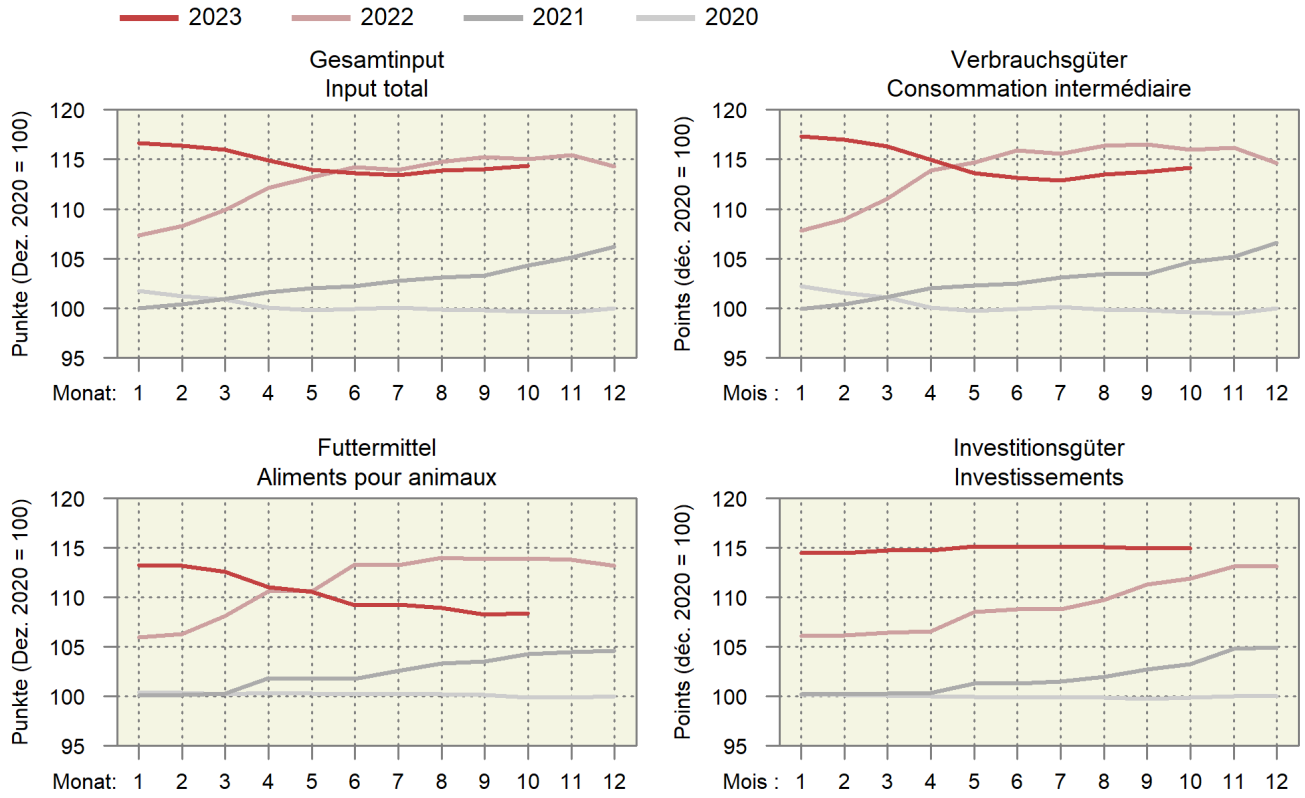 2023 2022 2021 2020
Gesamtinput
Input total
Punkte (Dez. 2020 = 100)
120
115
110
105
100
95
Monat: 1 2 3 4 5 6 7 8 9 10 11 12
Verbrauchsgüter
Consommation intermédiaire
Points (déc. 2020 = 100)
120
115
110
105
100
95
Mois : 1 2 3 4 5 6 7 8 9 10 11 12
Futtermittel
Aliments pour animaux
Punkte (Dez. 2020 = 100)
120
115
110
105
100
95
Monat: 1 2 3 4 5 6 7 8 9 10 11 12
Investitionsgüter
Investissements
Points (déc. 2020 = 100)
120
115
110
105
100
95
Mois : 1 2 3 4 5 6 7 8 9 10 11 12